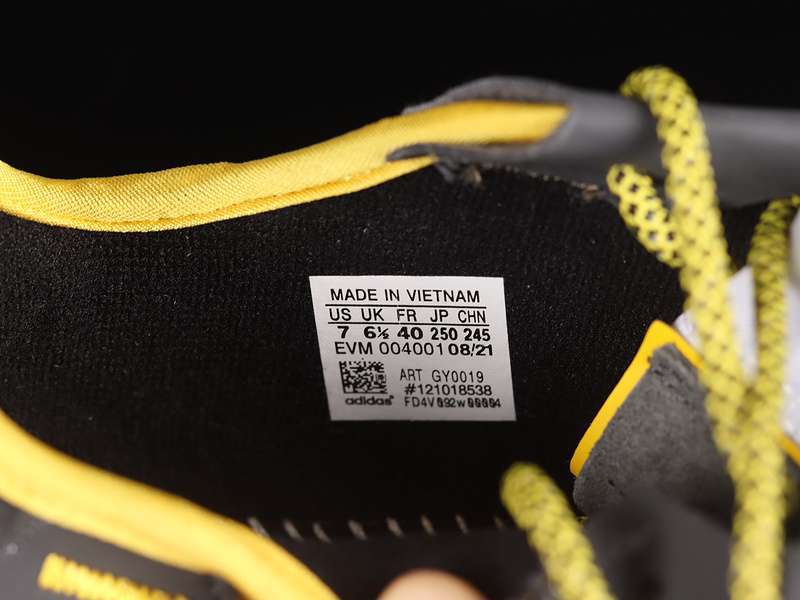 MADE IN VIETNAM
US UK FR JP CHN
7 6½ 40 250 245
EVM 004001 08/21
ART GY0019
#121018538
adidas